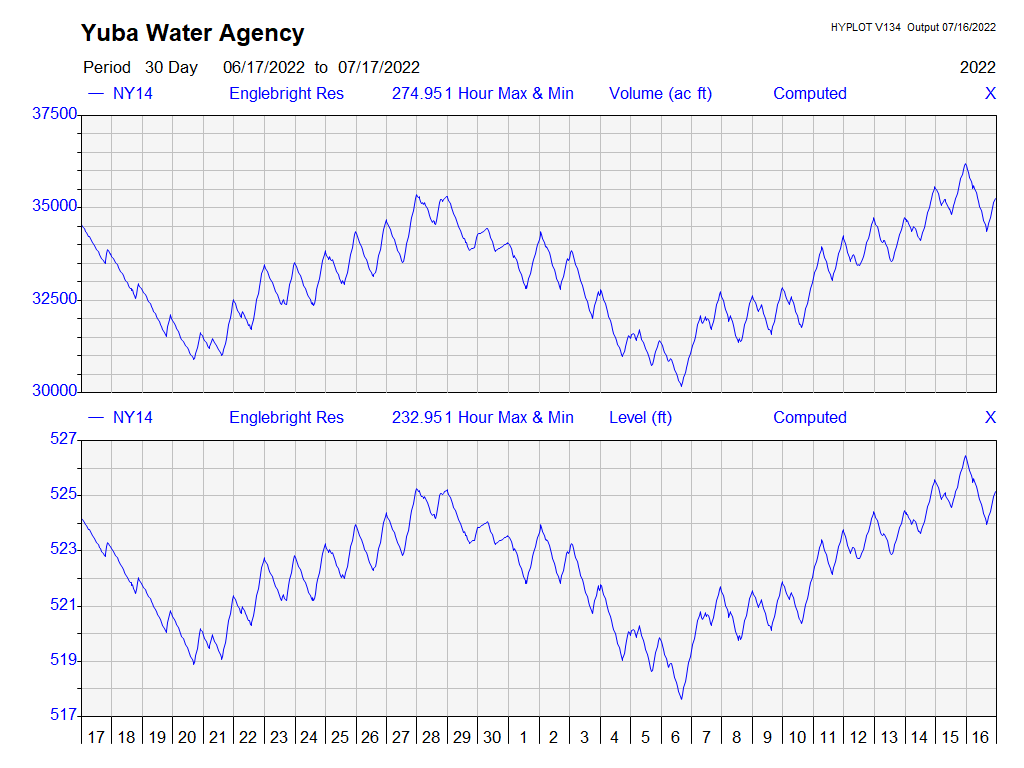 Yuba Water Agency
HYPLOT V134 Output 07/16/2022
Period 30 Day 06/17/2022 to 07/17/2022 2022
NY14 Englebright Res 274.951 Hour Max & Min Volume (ac ft) Computed X
37500
35000
32500
30000
NY14 Englebright Res 232.951 Hour Max & Min Level (ft) Computed X
527
525
523
521
519
517
17 18 19 20 21 22 23 24 25 26 27 28 29 30 1 2 3 4 5 6 7 8 9 10 11 12 13 14 15 16